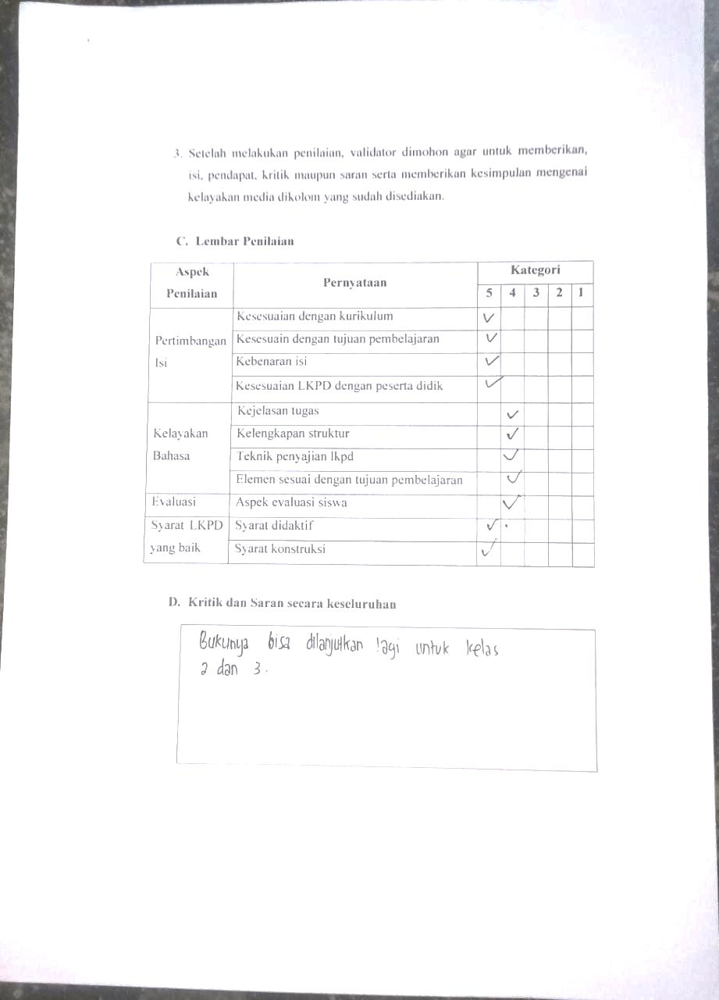 3. Setelah melakukan penilaian, validator dimohon agar untuk memberikan,
isi, pendapat, kritik maupun saran serta memberikan kesimpulan mengenai
kelayakan media dikolom yang sudah disediakan.
C. Lembar Penilaian
Aspek Penilaian Pernyataan Kategori
5 4 3 2 1
Pertimbangan Isi
Kesesuaian dengan kurikulum ✓
Kesesuain dengan tujuan pembelajaran ✓
Kebenaran isi ✓
Kesesuaian LKPD dengan peserta didik ✓
Kelayakan Bahasa
Kejelasan tugas ✓
Kelengkapan struktur ✓
Teknik penyajian lkpd ✓
Elemen sesuai dengan tujuan pembelajaran ✓
Evaluasi Aspek evaluasi siswa ✓
Syarat LKPD yang baik
Syarat didaktif ✓
Syarat konstruksi ✓
D. Kritik dan Saran secara keseluruhan
Bukunya bisa dilanjutkan lagi untuk kelas
2 dan 3.